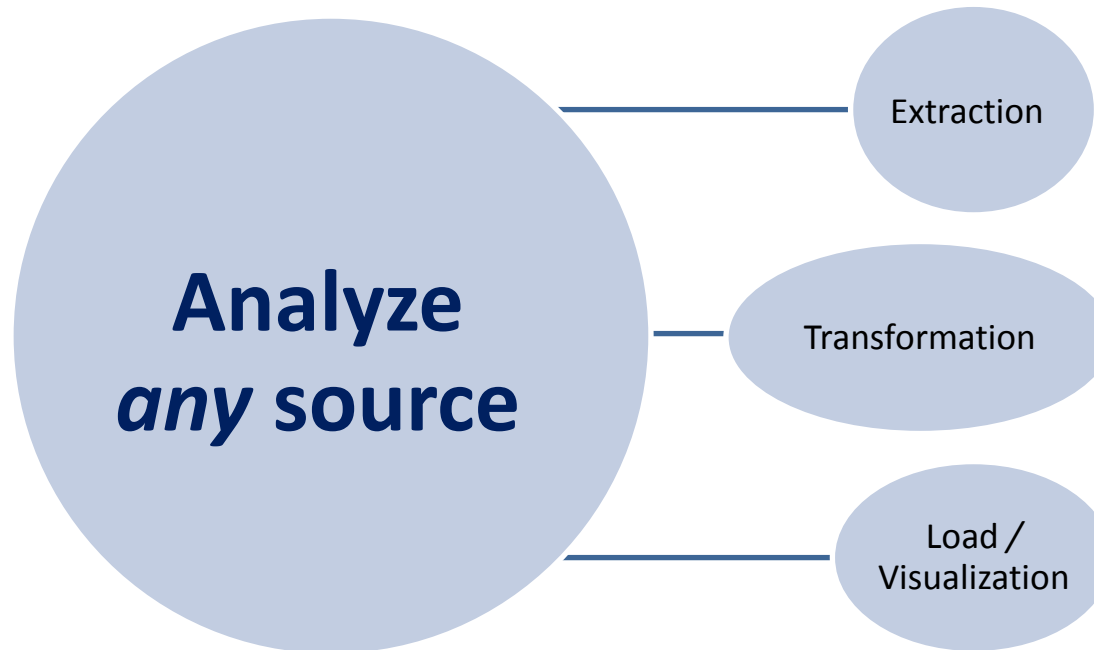 Analyze
any source
Extraction
Transformation
Load /
Visualization